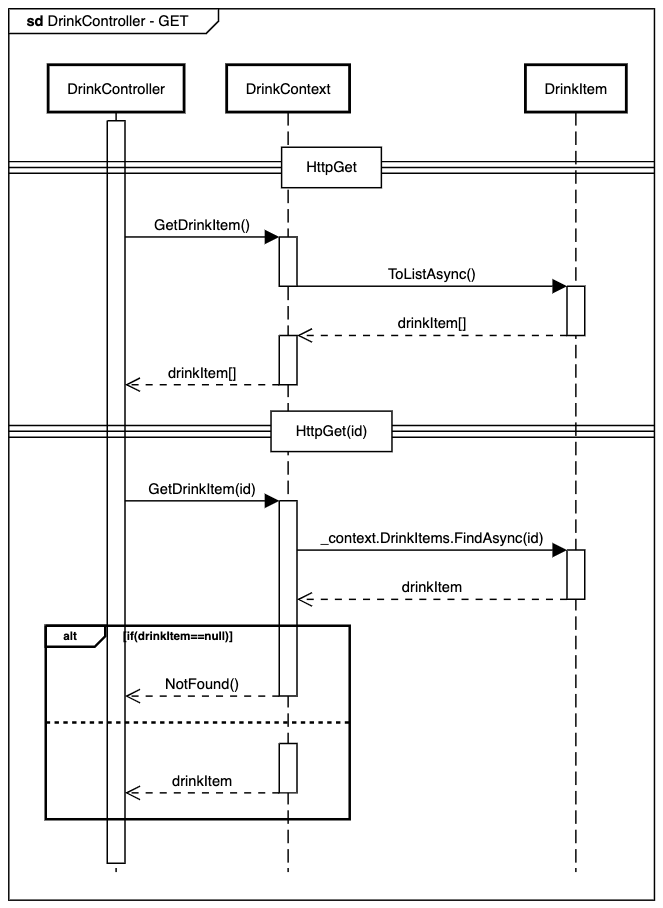 sd DrinkController - GET
DrinkController
DrinkContext
DrinkItem
HttpGet
GetDrinkItem()
ToListAsync()
drinkItem[]
drinkItem[]
HttpGet(id)
GetDrinkItem(id)
_context.DrinkItems.FindAsync(id)
drinkItem
alt
[if(drinkItem==null)]
NotFound()
drinkItem